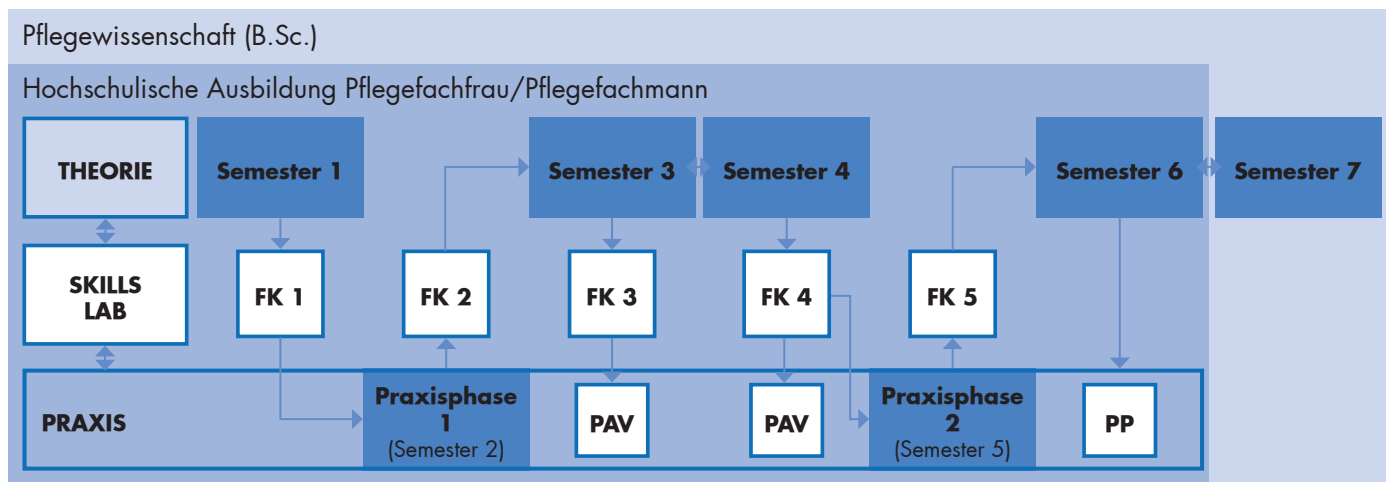 Pflegewissenschaft (B.Sc.)
Hochschulische Ausbildung Pflegefachfrau/Pflegefachmann
THEORIE
Semester 1
Semester 3
Semester 4
Semester 6
Semester 7
SKILLS
LAB
FK 1
FK 2
FK 3
FK 4
FK 5
PRAXIS
Praxisphase
1
(Semester 2)
PAV
PAV
Praxisphase
2
(Semester 5)
PP